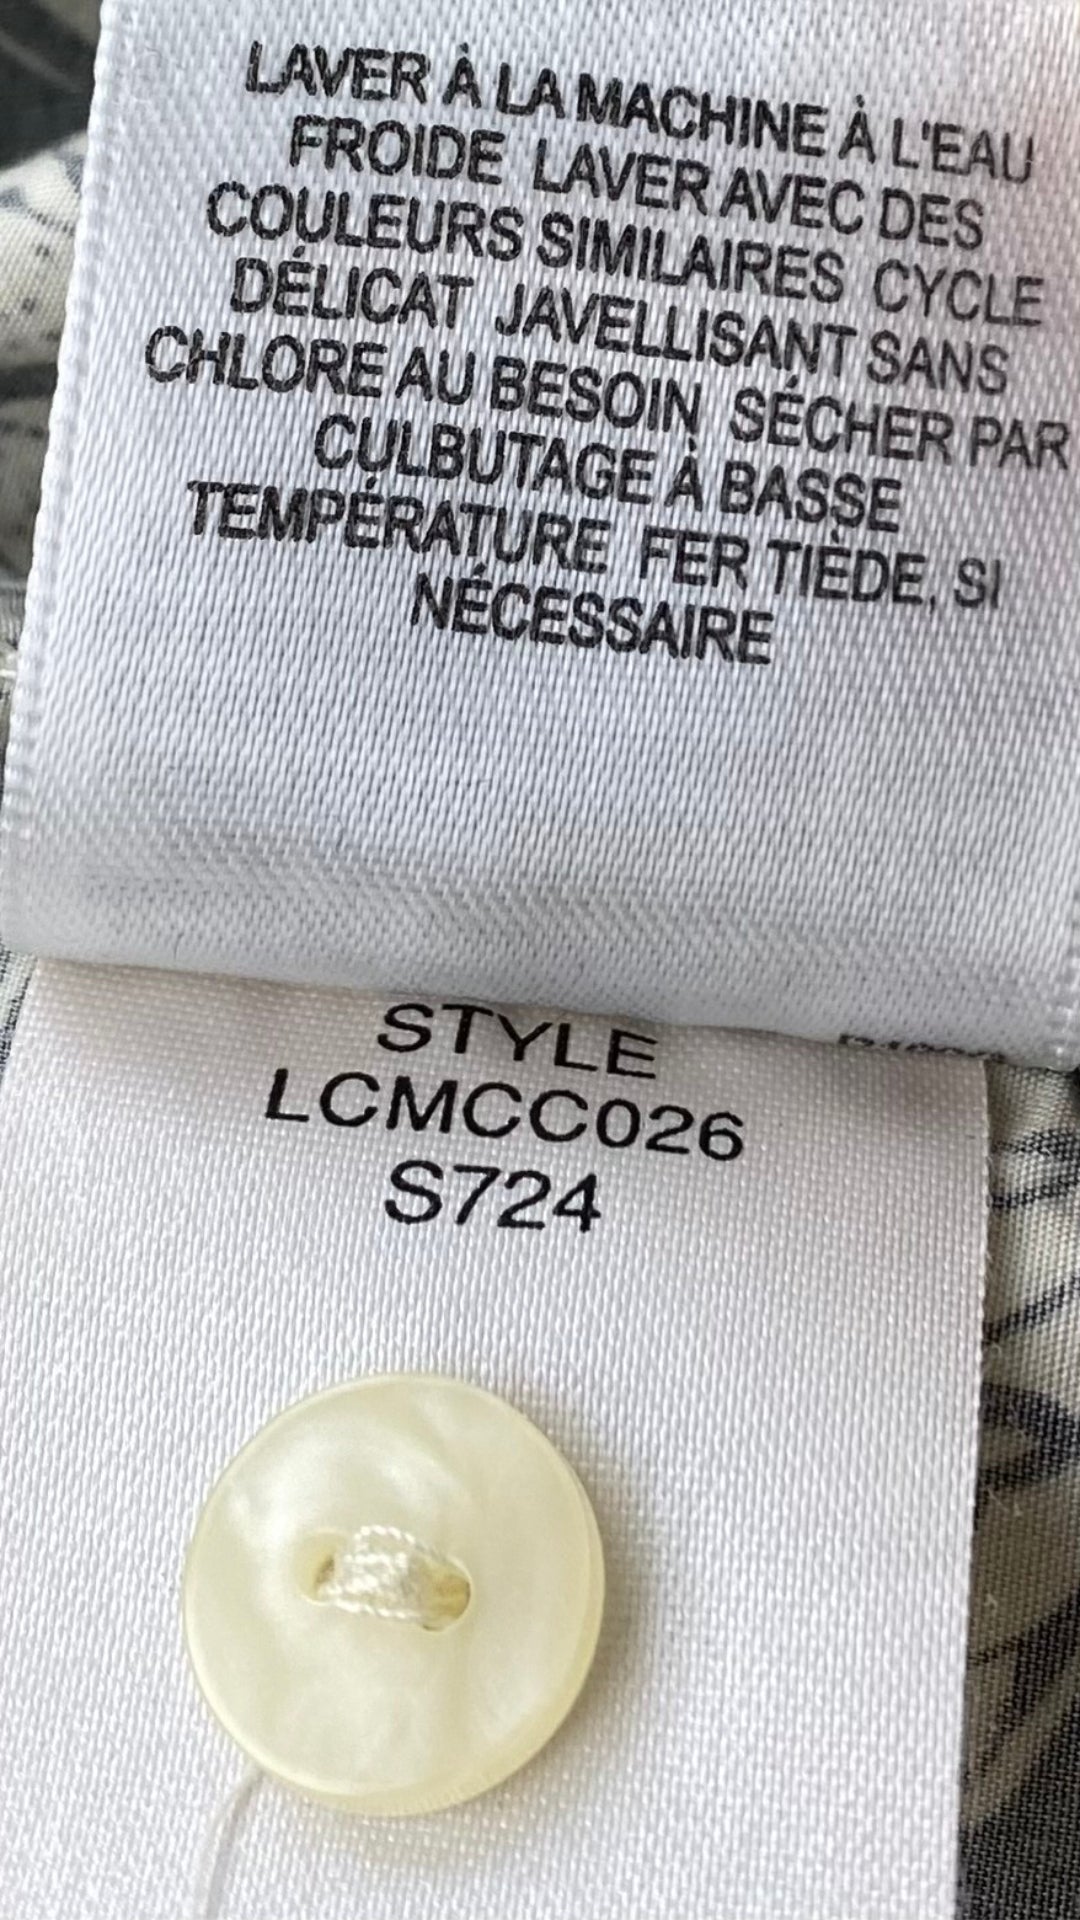 LAVER À LA MACHINE À L'EAU
FROIDE LAVER AVEC DES
COULEURS SIMILAIRES CYCLE
DÉLICAT JAVELLISANT SANS
CHLORE AU BESOIN SÉCHER PAR
CULBUTAGE À BASSE
TEMPÉRATURE FER TIÈDE, SI
NÉCESSAIRE
STYLE
LCMCC026
S724